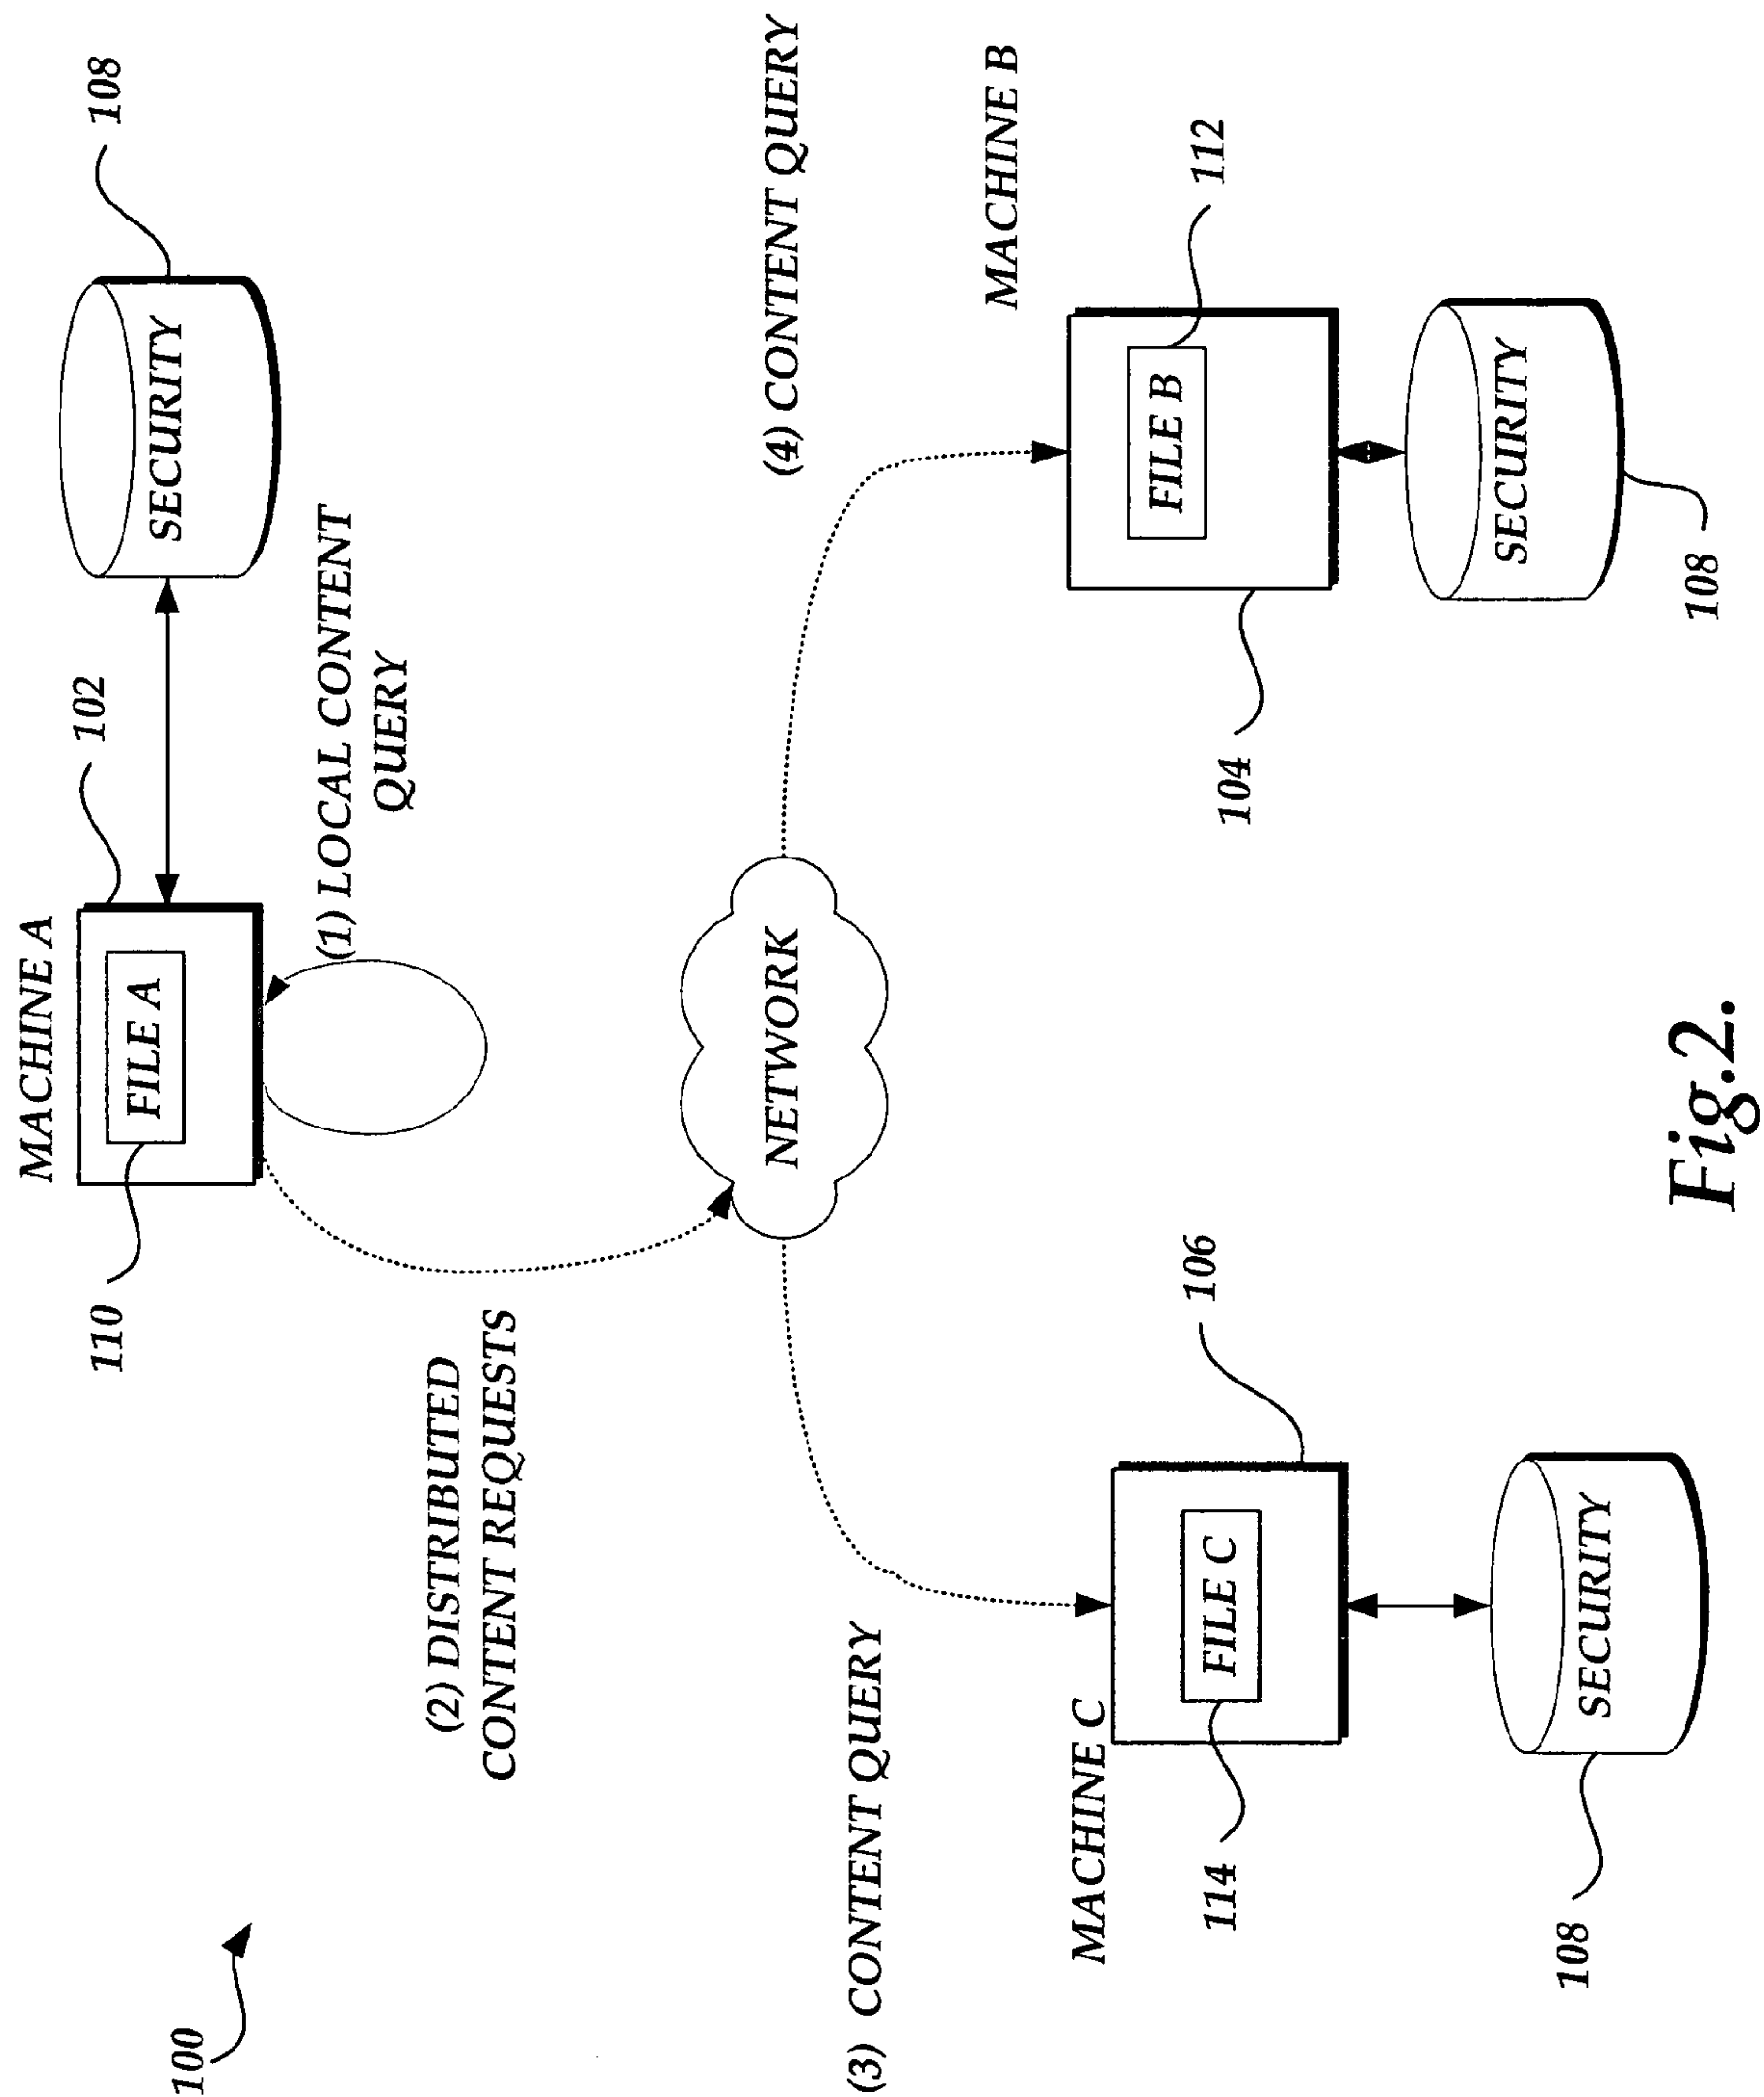 100
MACHINE A
110
FILE A
102
SECURITY
108
(1) LOCAL CONTENT
QUERY
(2) DISTRIBUTED
CONTENT REQUESTS
NETWORK
(3) CONTENT QUERY
(4) CONTENT QUERY
MACHINE C
114
FILE C
106
SECURITY
108
MACHINE B
104
FILE B
112
SECURITY
108
Fig.2.